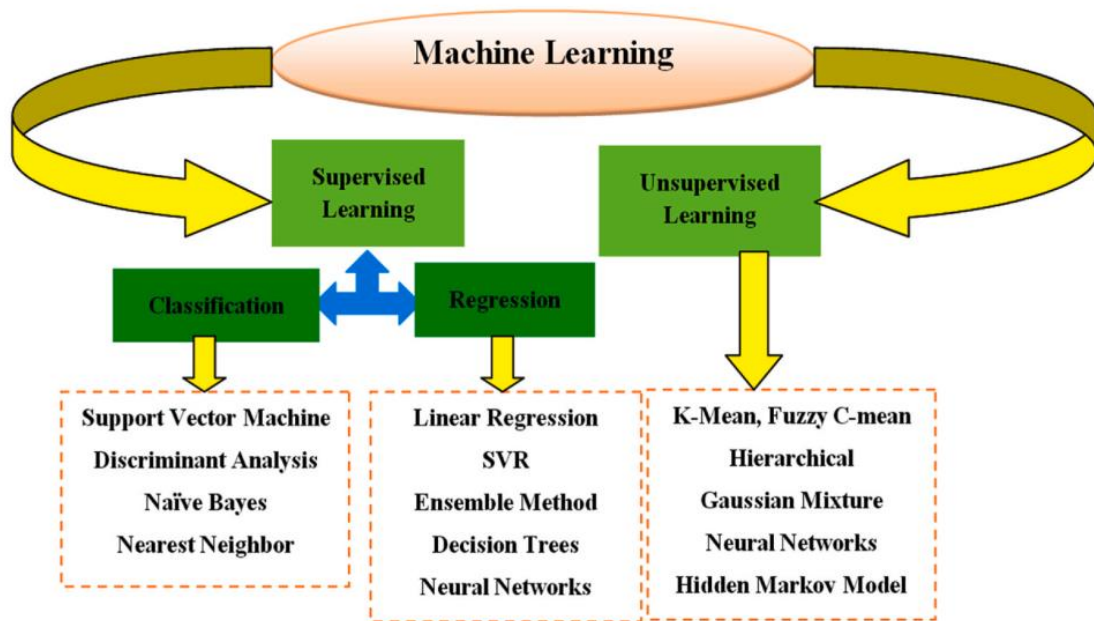 Machine Learning
Supervised
Learning
Unsupervised
Learning
Classification
Regression
Support Vector Machine
Discriminant Analysis
Naïve Bayes
Nearest Neighbor
Linear Regression
SVR
Ensemble Method
Decision Trees
Neural Networks
K-Mean, Fuzzy C-mean
Hierarchical
Gaussian Mixture
Neural Networks
Hidden Markov Model